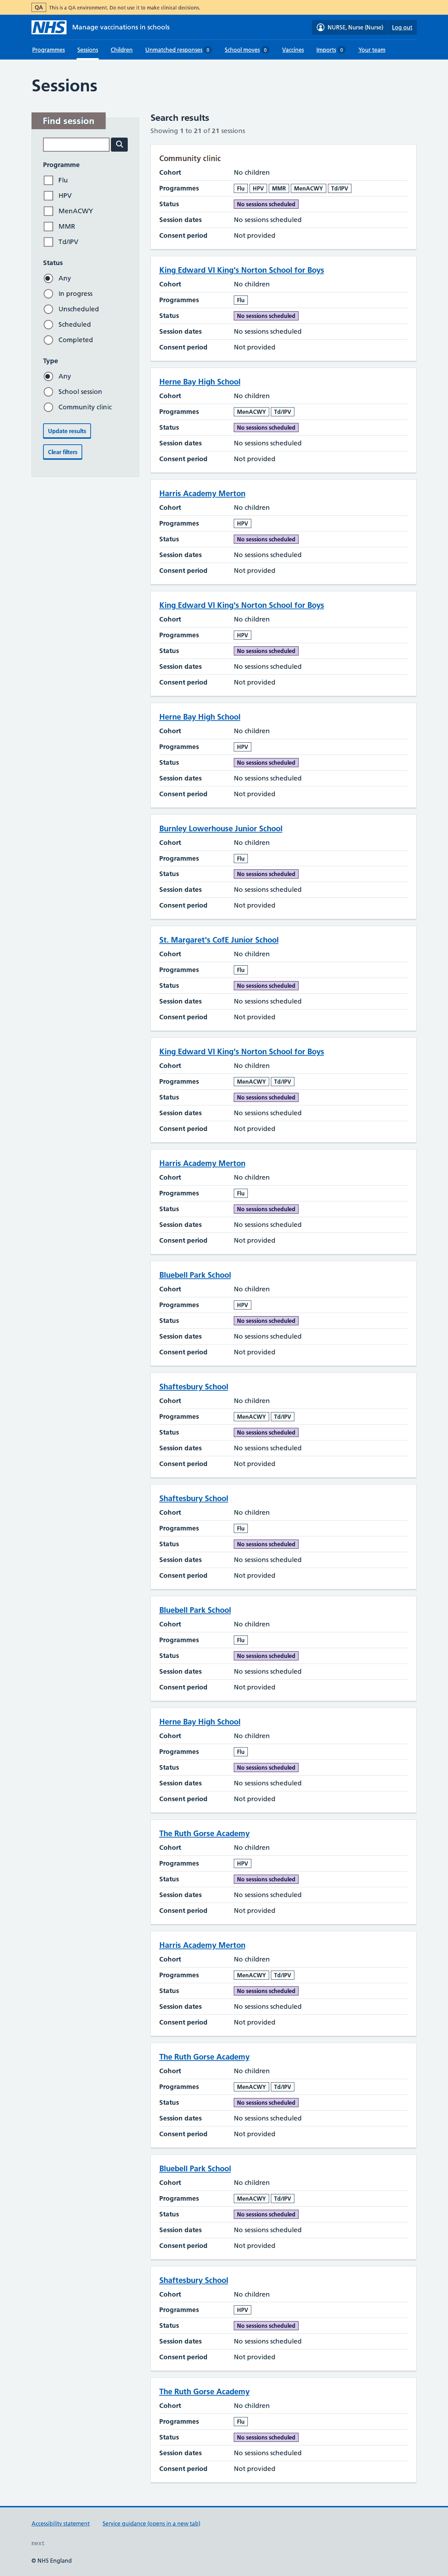 QA This is a QA environment. Do not use it to make clinical decisions.
NHS Manage vaccinations in schools NURSE, Nurse (Nurse) Log out
Programmes Sessions Children Unmatched responses 0 School moves 0 Vaccines Imports 0 Your team
Sessions
Find session
Programme
Flu
HPV
MenACWY
MMR
Td/IPV
Status
Any
In progress
Unscheduled
Scheduled
Completed
Type
Any
School session
Community clinic
Update results
Clear filters
Search results
Showing 1 to 21 of 21 sessions
Community clinic
Cohort No children
Programmes Flu HPV MMR MenACWY Td/IPV
Status No sessions scheduled
Session dates No sessions scheduled
Consent period Not provided
King Edward VI King's Norton School for Boys
Cohort No children
Programmes Flu
Status No sessions scheduled
Session dates No sessions scheduled
Consent period Not provided
Herne Bay High School
Cohort No children
Programmes MenACWY Td/IPV
Status No sessions scheduled
Session dates No sessions scheduled
Consent period Not provided
Harris Academy Merton
Cohort No children
Programmes HPV
Status No sessions scheduled
Session dates No sessions scheduled
Consent period Not provided
King Edward VI King's Norton School for Boys
Cohort No children
Programmes HPV
Status No sessions scheduled
Session dates No sessions scheduled
Consent period Not provided
Herne Bay High School
Cohort No children
Programmes HPV
Status No sessions scheduled
Session dates No sessions scheduled
Consent period Not provided
Burnley Lowerhouse Junior School
Cohort No children
Programmes Flu
Status No sessions scheduled
Session dates No sessions scheduled
Consent period Not provided
St. Margaret's CofE Junior School
Cohort No children
Programmes Flu
Status No sessions scheduled
Session dates No sessions scheduled
Consent period Not provided
King Edward VI King's Norton School for Boys
Cohort No children
Programmes MenACWY Td/IPV
Status No sessions scheduled
Session dates No sessions scheduled
Consent period Not provided
Harris Academy Merton
Cohort No children
Programmes Flu
Status No sessions scheduled
Session dates No sessions scheduled
Consent period Not provided
Bluebell Park School
Cohort No children
Programmes HPV
Status No sessions scheduled
Session dates No sessions scheduled
Consent period Not provided
Shaftesbury School
Cohort No children
Programmes MenACWY Td/IPV
Status No sessions scheduled
Session dates No sessions scheduled
Consent period Not provided
Shaftesbury School
Cohort No children
Programmes Flu
Status No sessions scheduled
Session dates No sessions scheduled
Consent period Not provided
Bluebell Park School
Cohort No children
Programmes Flu
Status No sessions scheduled
Session dates No sessions scheduled
Consent period Not provided
Herne Bay High School
Cohort No children
Programmes Flu
Status No sessions scheduled
Session dates No sessions scheduled
Consent period Not provided
The Ruth Gorse Academy
Cohort No children
Programmes HPV
Status No sessions scheduled
Session dates No sessions scheduled
Consent period Not provided
Harris Academy Merton
Cohort No children
Programmes MenACWY Td/IPV
Status No sessions scheduled
Session dates No sessions scheduled
Consent period Not provided
The Ruth Gorse Academy
Cohort No children
Programmes MenACWY Td/IPV
Status No sessions scheduled
Session dates No sessions scheduled
Consent period Not provided
Bluebell Park School
Cohort No children
Programmes MenACWY Td/IPV
Status No sessions scheduled
Session dates No sessions scheduled
Consent period Not provided
Shaftesbury School
Cohort No children
Programmes HPV
Status No sessions scheduled
Session dates No sessions scheduled
Consent period Not provided
The Ruth Gorse Academy
Cohort No children
Programmes Flu
Status No sessions scheduled
Session dates No sessions scheduled
Consent period Not provided
Accessibility statement Service guidance (opens in a new tab)
next
© NHS England